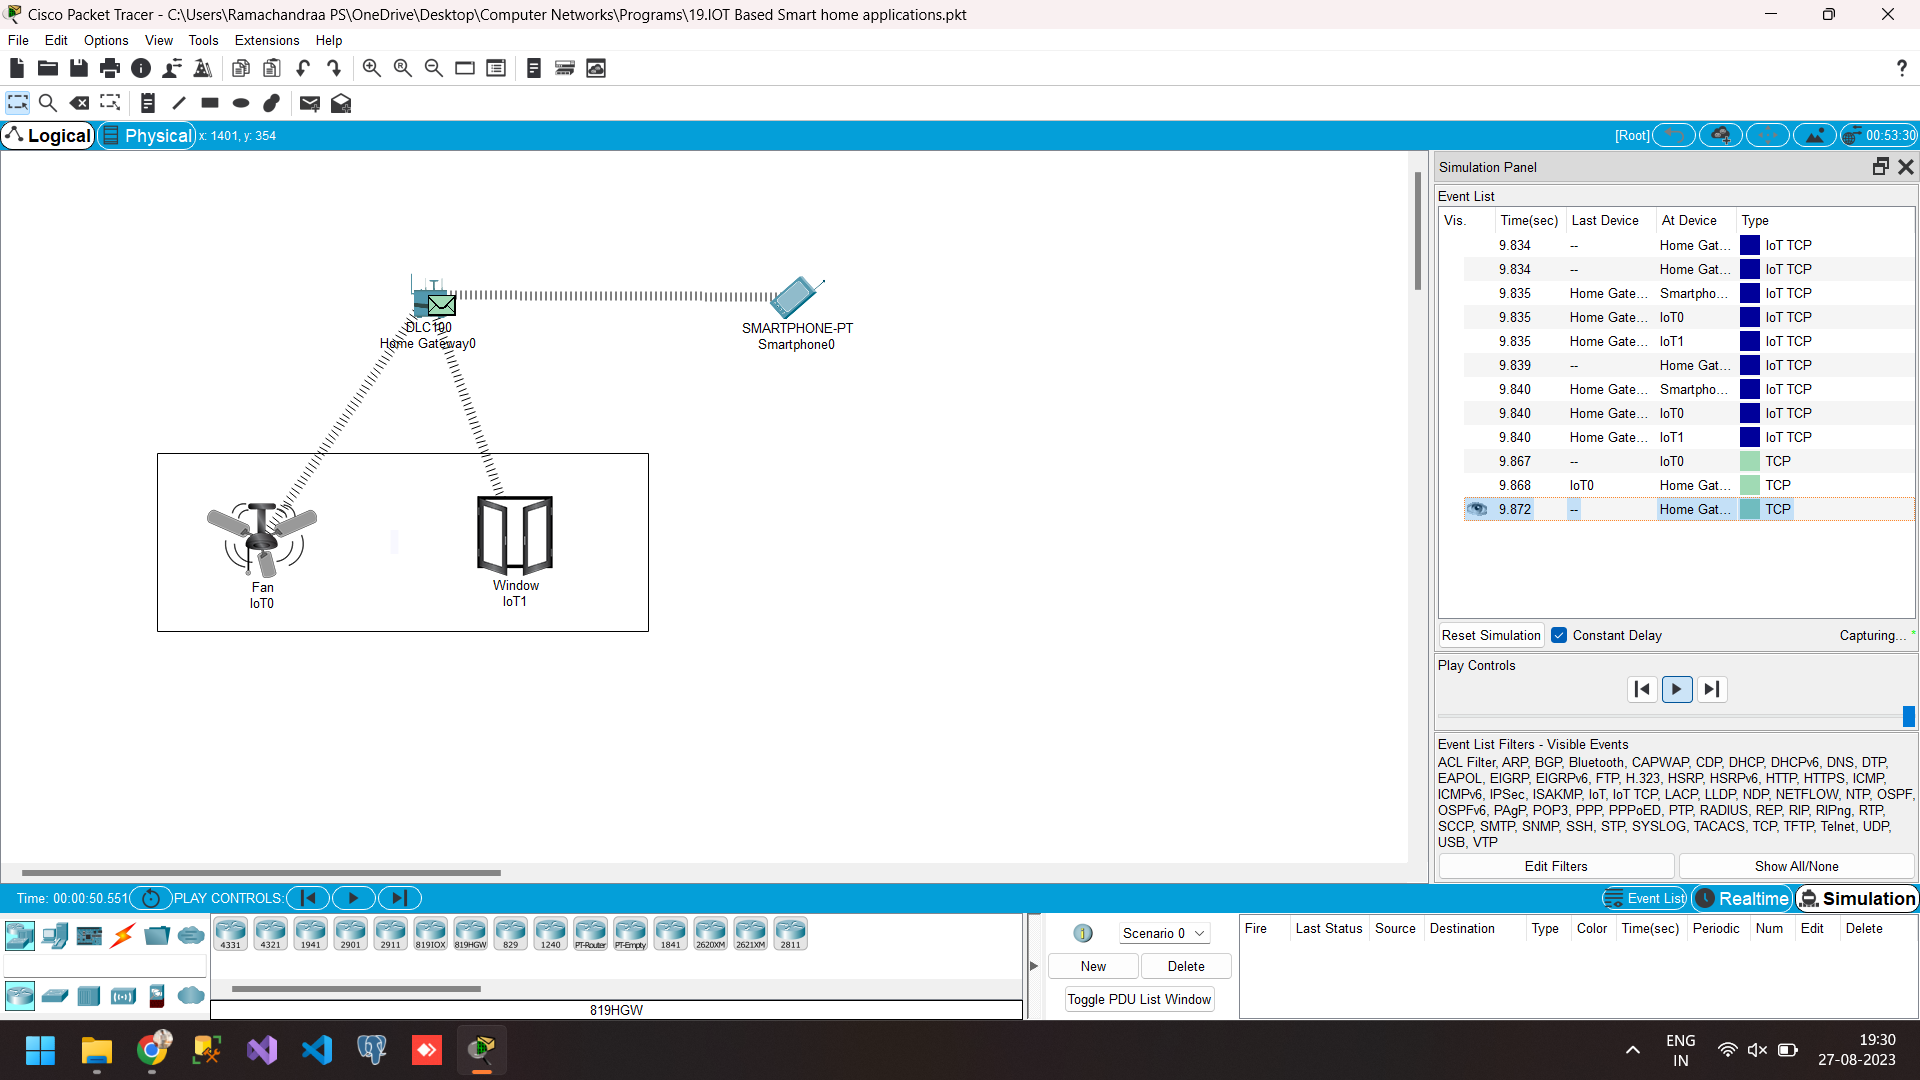 Cisco Packet Tracer - C:\Users\Ramachandraa PS\OneDrive\Desktop\Computer Networks\Programs\19.IOT Based Smart home applications.pkt
File Edit Options View Tools Extensions Help
Logical Physical x: 1401, y: 354 [Root] 00:53:30
DLC100
Home Gateway0
SMARTPHONE-PT
Smartphone0
Fan
IoT0
Window
IoT1
Simulation Panel
Event List
Vis. Time(sec) Last Device At Device Type
9.834 -- Home Gat... IoT TCP
9.834 -- Home Gat... IoT TCP
9.835 Home Gate... Smartpho... IoT TCP
9.835 Home Gate... IoT0 IoT TCP
9.835 Home Gate... IoT1 IoT TCP
9.839 -- Home Gat... IoT TCP
9.840 Home Gate... Smartpho... IoT TCP
9.840 Home Gate... IoT0 IoT TCP
9.840 Home Gate... IoT1 IoT TCP
9.867 -- IoT0 TCP
9.868 IoT0 Home Gat... TCP
9.872 -- Home Gat... TCP
Reset Simulation Constant Delay Capturing... *
Play Controls
Event List Filters - Visible Events
ACL Filter, ARP, BGP, Bluetooth, CAPWAP, CDP, DHCP, DHCPv6, DNS, DTP,
EAPOL, EIGRP, EIGRPv6, FTP, H.323, HSRP, HSRPv6, HTTP, HTTPS, ICMP,
ICMPv6, IPSec, ISAKMP, IoT, IoT TCP, LACP, LLDP, NDP, NETFLOW, NTP, OSPF,
OSPFv6, PAgP, POP3, PPP, PPPoED, PTP, RADIUS, REP, RIP, RIPng, RTP,
SCCP, SMTP, SNMP, SSH, STP, SYSLOG, TACACS, TCP, TFTP, Telnet, UDP,
USB, VTP
Edit Filters Show All/None
Time: 00:00:50.551 PLAY CONTROLS: Event List Realtime Simulation
4331 4321 1941 2901 2911 819IOX 819HGW 829 1240 PT-Router PT-Empty 1841 2620XM 2621XM 2811
819HGW
1 Scenario 0
New Delete
Toggle PDU List Window
Fire Last Status Source Destination Type Color Time(sec) Periodic Num Edit Delete
ENG
IN
19:30
27-08-2023